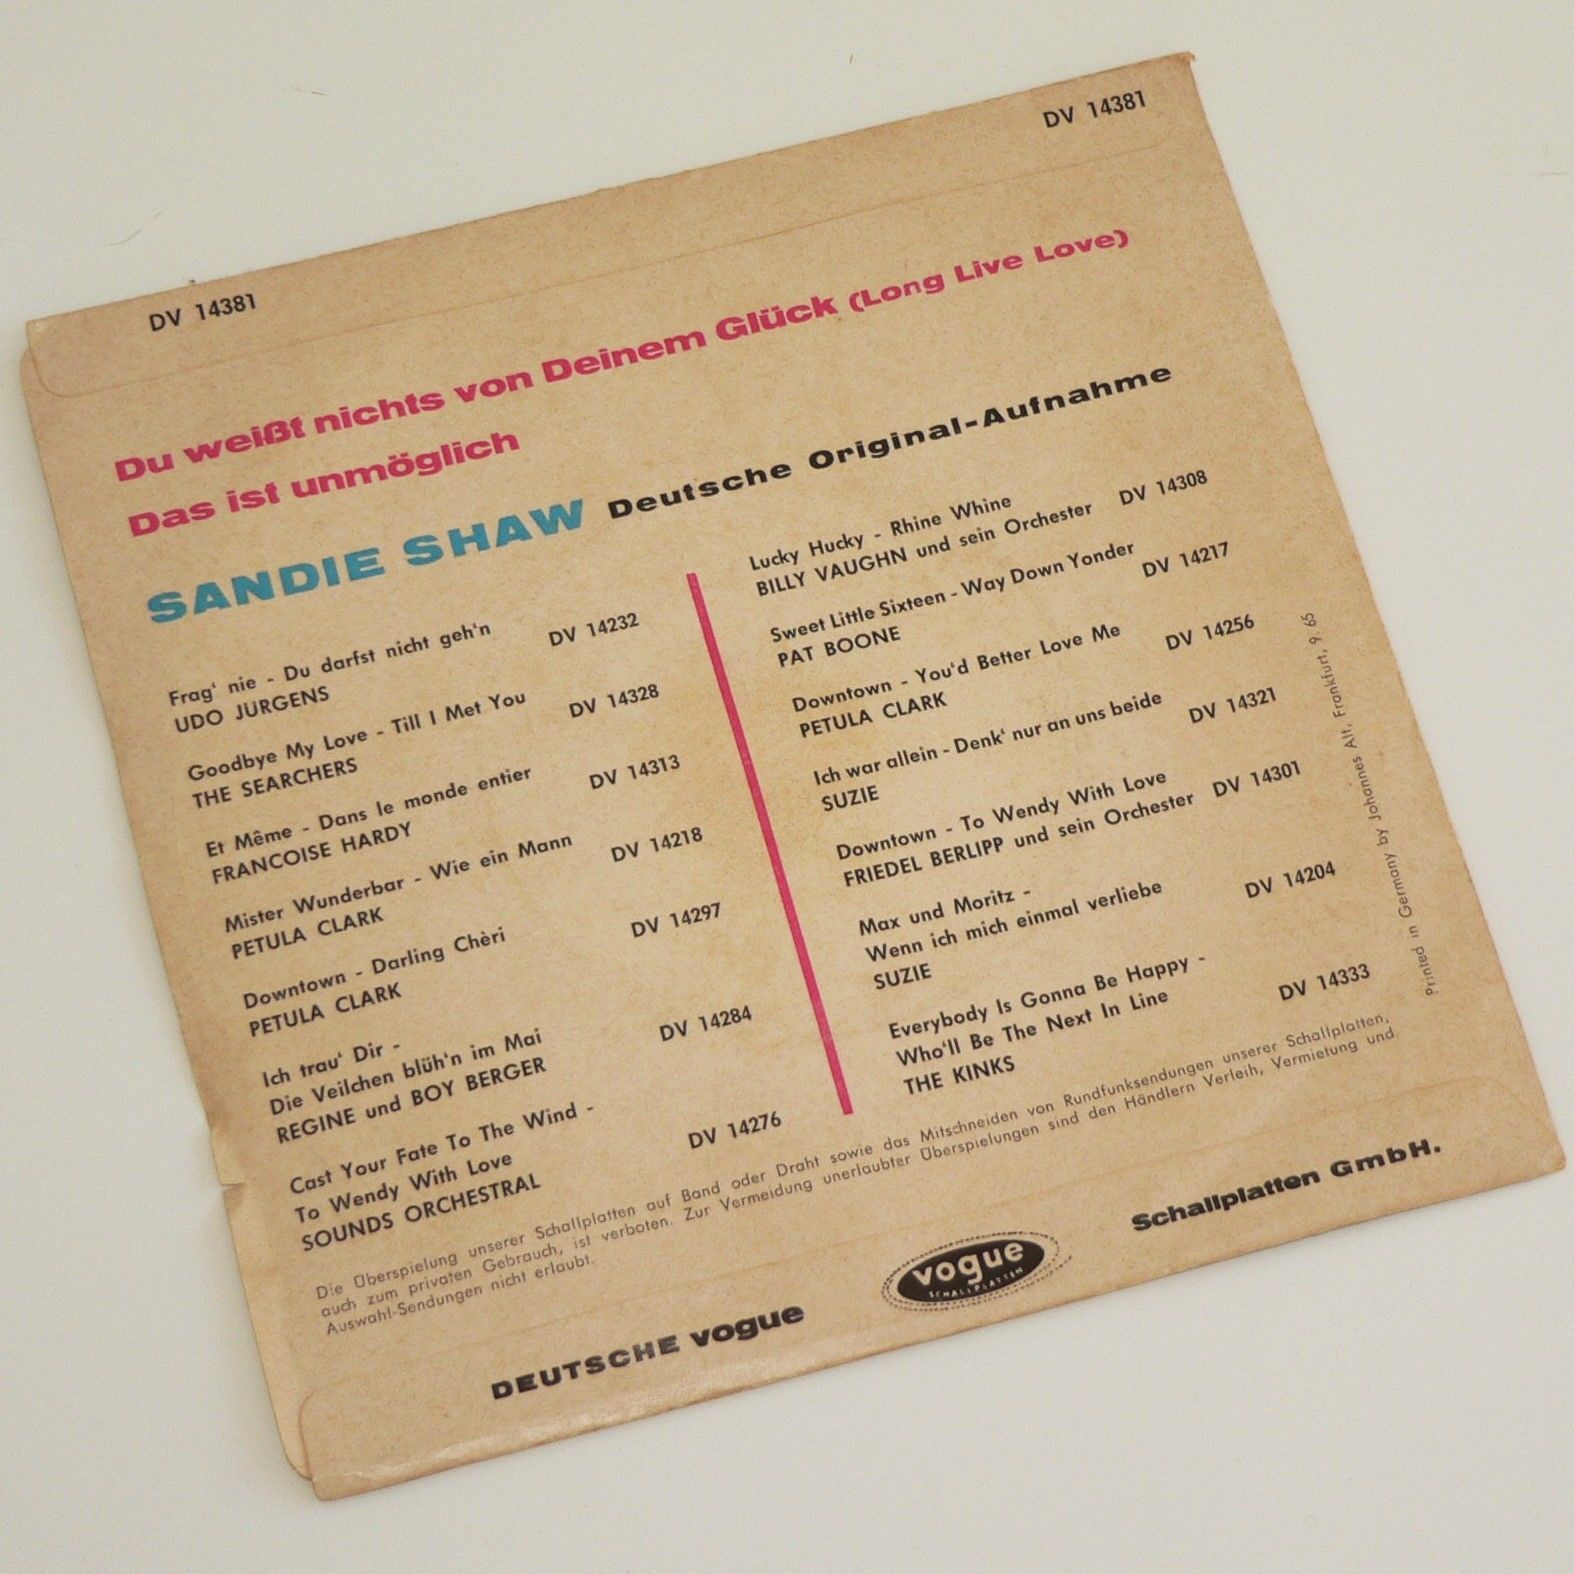 DV 14381
DV 14381
Du weißt nichts von Deinem Glück (Long Live Love)
Das ist unmöglich
SANDIE SHAW Deutsche Original-Aufnahme
Frag' nie - Du darfst nicht geh'n DV 14232
UDO JURGENS
Goodbye My Love - Till I Met You DV 14328
THE SEARCHERS
Et Même - Dans le monde entier DV 14313
FRANCOISE HARDY
Mister Wunderbar - Wie ein Mann DV 14218
PETULA CLARK
Downtown - Darling Chèri DV 14297
PETULA CLARK
Ich trau' Dir -
Die Veilchen blüh'n im Mai DV 14284
REGINE und BOY BERGER
Cast Your Fate To The Wind -
To Wendy With Love DV 14276
SOUNDS ORCHESTRAL
Lucky Hucky - Rhine Whine
BILLY VAUGHN und sein Orchester DV 14308
Sweet Little Sixteen - Way Down Yonder
PAT BOONE DV 14217
Downtown - You'd Better Love Me DV 14256
PETULA CLARK
Ich war allein - Denk' nur an uns beide DV 14321
SUZIE
Downtown - To Wendy With Love
FRIEDEL BERLIPP und sein Orchester DV 14301
Max und Moritz -
Wenn ich mich einmal verliebe DV 14204
SUZIE
Everybody Is Gonna Be Happy -
Who'll Be The Next In Line DV 14333
THE KINKS
Printed in Germany by Johannes Alt, Frankfurt, 9. 65
Die Überspielung unserer Schallplatten auf Band oder Draht sowie das Mitschneiden von Rundfunksendungen unserer Schallplatten,
auch zum privaten Gebrauch, ist verboten. Zur Vermeidung unerlaubter Überspielungen sind den Händlern Verleih, Vermietung und
Auswahl-Sendungen nicht erlaubt.
DEUTSCHE vogue
vogue
SCHALLPLATTEN
Schallplatten GmbH.